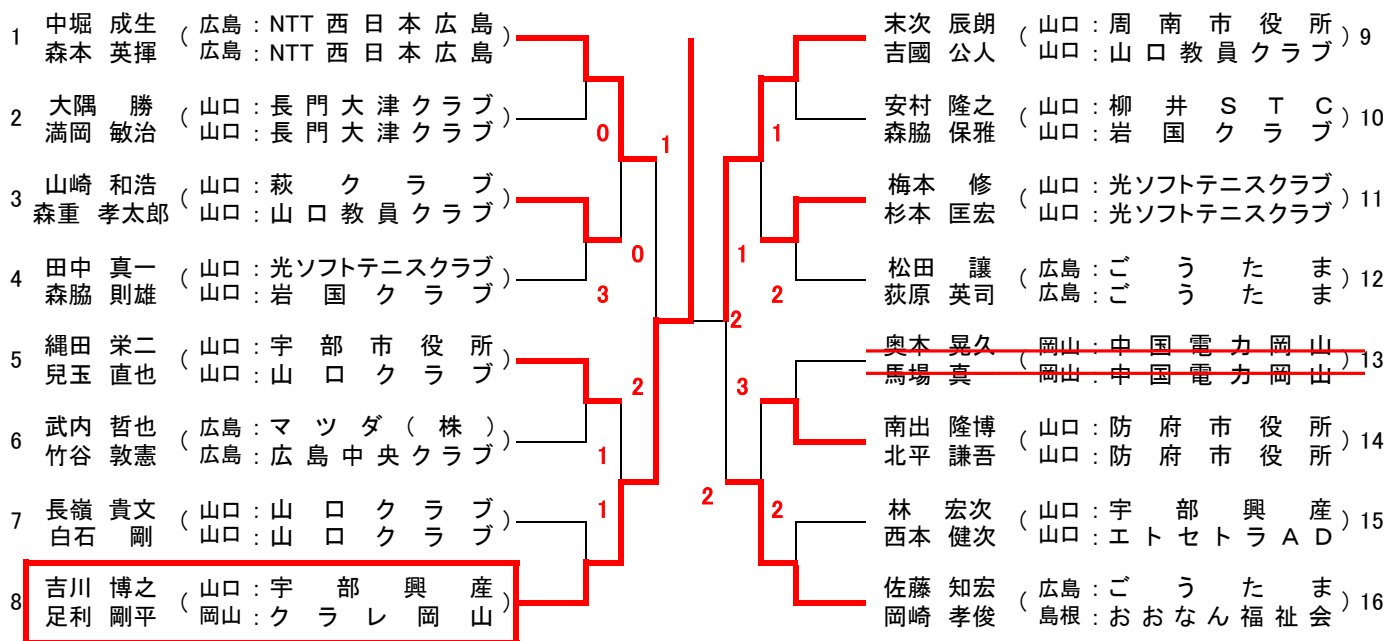 1 中堀 成生 ( 広島 : NTT 西日本広島 )
森本 英揮 広島 : NTT 西日本広島
2 大隅 勝 ( 山口 : 長門大津クラブ )
満岡 敏治 山口 : 長門大津クラブ
3 山崎 和浩 ( 山口 : 萩クラブ )
森重 孝太郎 山口 : 山口教員クラブ
4 田中 真一 ( 山口 : 光ソフトテニスクラブ )
森脇 則雄 山口 : 岩国クラブ
5 縄田 栄二 ( 山口 : 宇部市役所 )
兒玉 直也 山口 : 山口クラブ
6 武内 哲也 ( 広島 : マツダ(株) )
竹谷 敦憲 広島 : 広島中央クラブ
7 長嶺 貴文 ( 山口 : 山口クラブ )
白石 剛 山口 : 山口クラブ
8 吉川 博之 ( 山口 : 宇部興産 )
足利 剛平 岡山 : クラレ岡山
0
1
0
3
2
1
1
2
1
1
2
3
2
2
末次 辰朗 ( 山口 : 周南市役所 ) 9
吉國 公人 山口 : 山口教員クラブ
安村 隆之 ( 山口 : 柳井STC ) 10
森脇 保雅 山口 : 岩国クラブ
梅本 修 ( 山口 : 光ソフトテニスクラブ ) 11
杉本 匡宏 山口 : 光ソフトテニスクラブ
松田 讓 ( 広島 : ごうたま ) 12
荻原 英司 広島 : ごうたま
奥本 晃久 ( 岡山 : 中国電力岡山 ) 13
馬場 真 岡山 : 中国電力岡山
南出 隆博 ( 山口 : 防府市役所 ) 14
北平 謙吾 山口 : 防府市役所
林 宏次 ( 山口 : 宇部興産 ) 15
西本 健次 山口 : エトセトラAD
佐藤 知宏 ( 広島 : ごうたま ) 16
岡崎 孝俊 島根 : おおなん福祉会